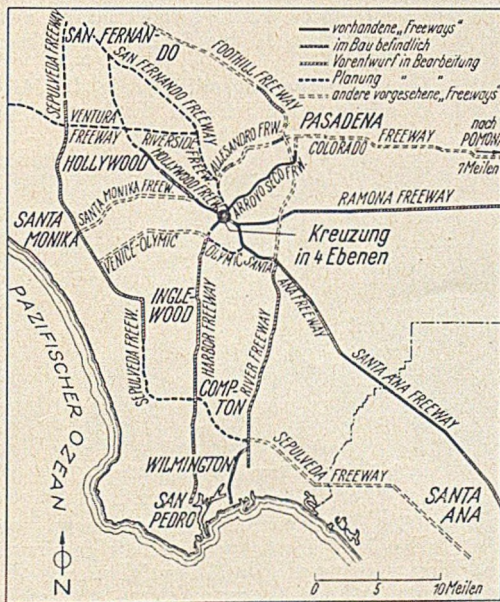 SEPULVEDA FREEWAY
SAN FERNAN
DO
SAN FERNANDO FREEWAY
FOOTHILL FREEWAY
vorhandene „Freeways"
im Bau befindlich
Vorentwurf in Bearbeitung
Planung " "
andere vorgesehene „Freeways"
VENTURA
FREEWAY
RIVERSIDE
FREEW.
ALLESANDRO FRW.
PASADENA
COLORADO
FREEWAY
nach
POMONA
7 Meilen
HOLLYWOOD
HOLLYWOOD FREEW.
ARROYO SECO FRW.
SANTA MONIKA FREEW.
RAMONA FREEWAY
SANTA
MONIKA
Kreuzung
in 4 Ebenen
VENICE-OLYMPIC
OLYMIC SANTA
ANA FREEWAY
INGLE-
WOOD
HARBOR FREEWAY
RIVER FREEWAY
SEPULVEDA FREEW.
SANTA ANA FREEWAY
COMP-
TON
PAZIFISCHER OZEAN
WILMINGTON
SEPULVEDA FREEWAY
SAN
PEDRO
SANTA
ANA
N
0 5 10 Meilen